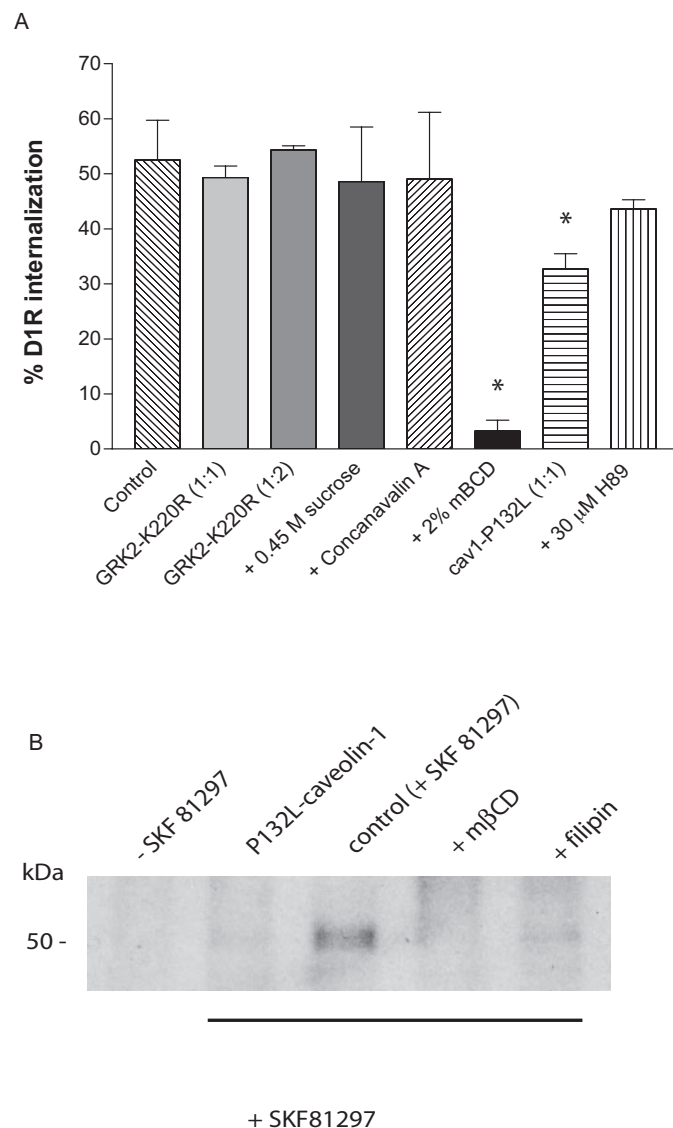 A
% D1R internalization
70
60
50
40
30
20
10
0
*
*
Control
GRK2-K220R (1:1)
GRK2-K220R (1:2)
+ 0.45 M sucrose
+ Concanavalin A
+ 2% mBCD
cav1-P132L (1:1)
+ 30 μM H89
B
- SKF 81297
P132L-caveolin-1
control (+ SKF 81297)
+ mβCD
+ filipin
kDa
50 -
+ SKF81297